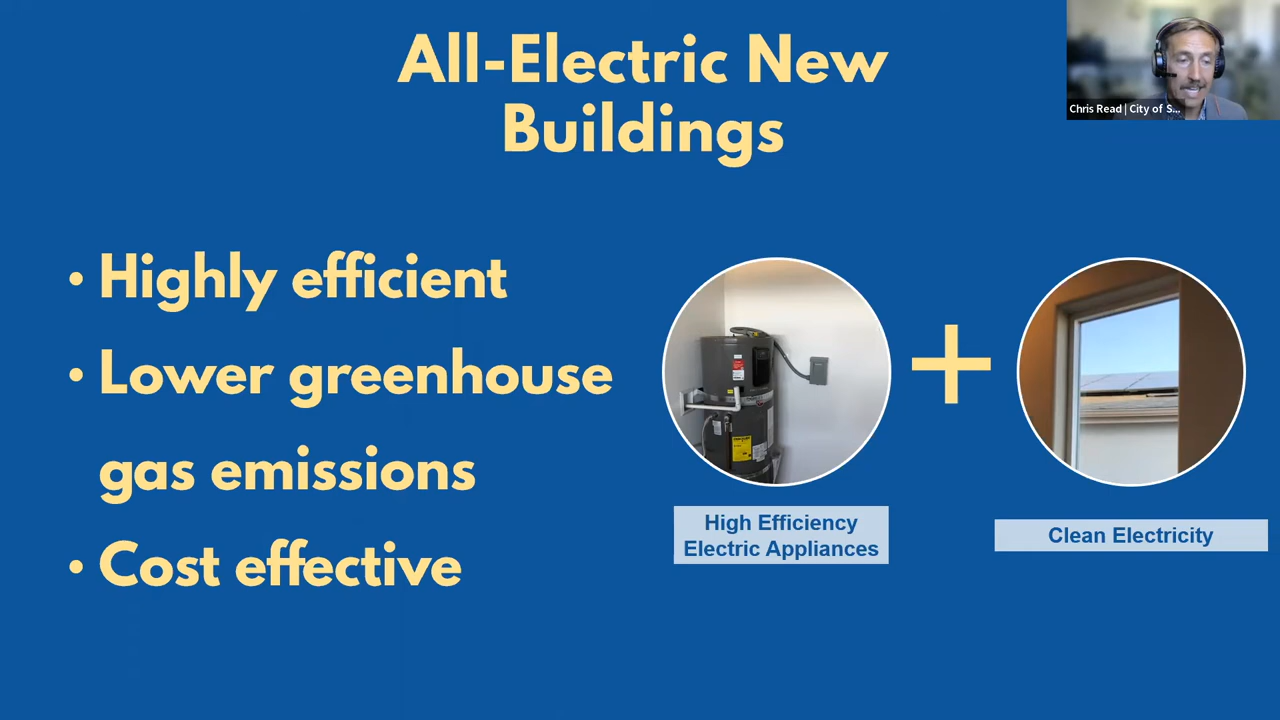 All-Electric New
Buildings
Chris Read | City of S...
• Highly efficient
• Lower greenhouse
gas emissions
• Cost effective
High Efficiency
Electric Appliances
+
Clean Electricity